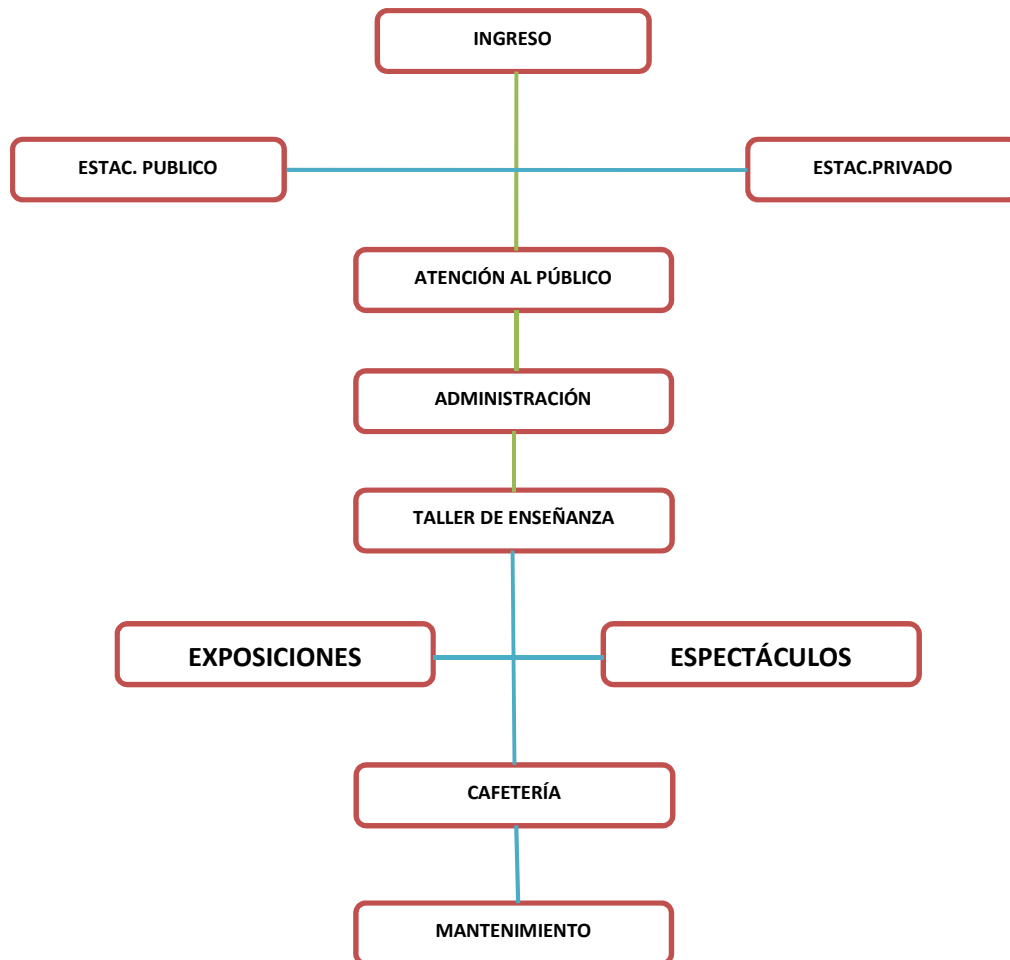 INGRESO
ESTAC. PUBLICO
ESTAC.PRIVADO
ATENCIÓN AL PÚBLICO
ADMINISTRACIÓN
TALLER DE ENSEÑANZA
EXPOSICIONES
ESPECTÁCULOS
CAFETERÍA
MANTENIMIENTO